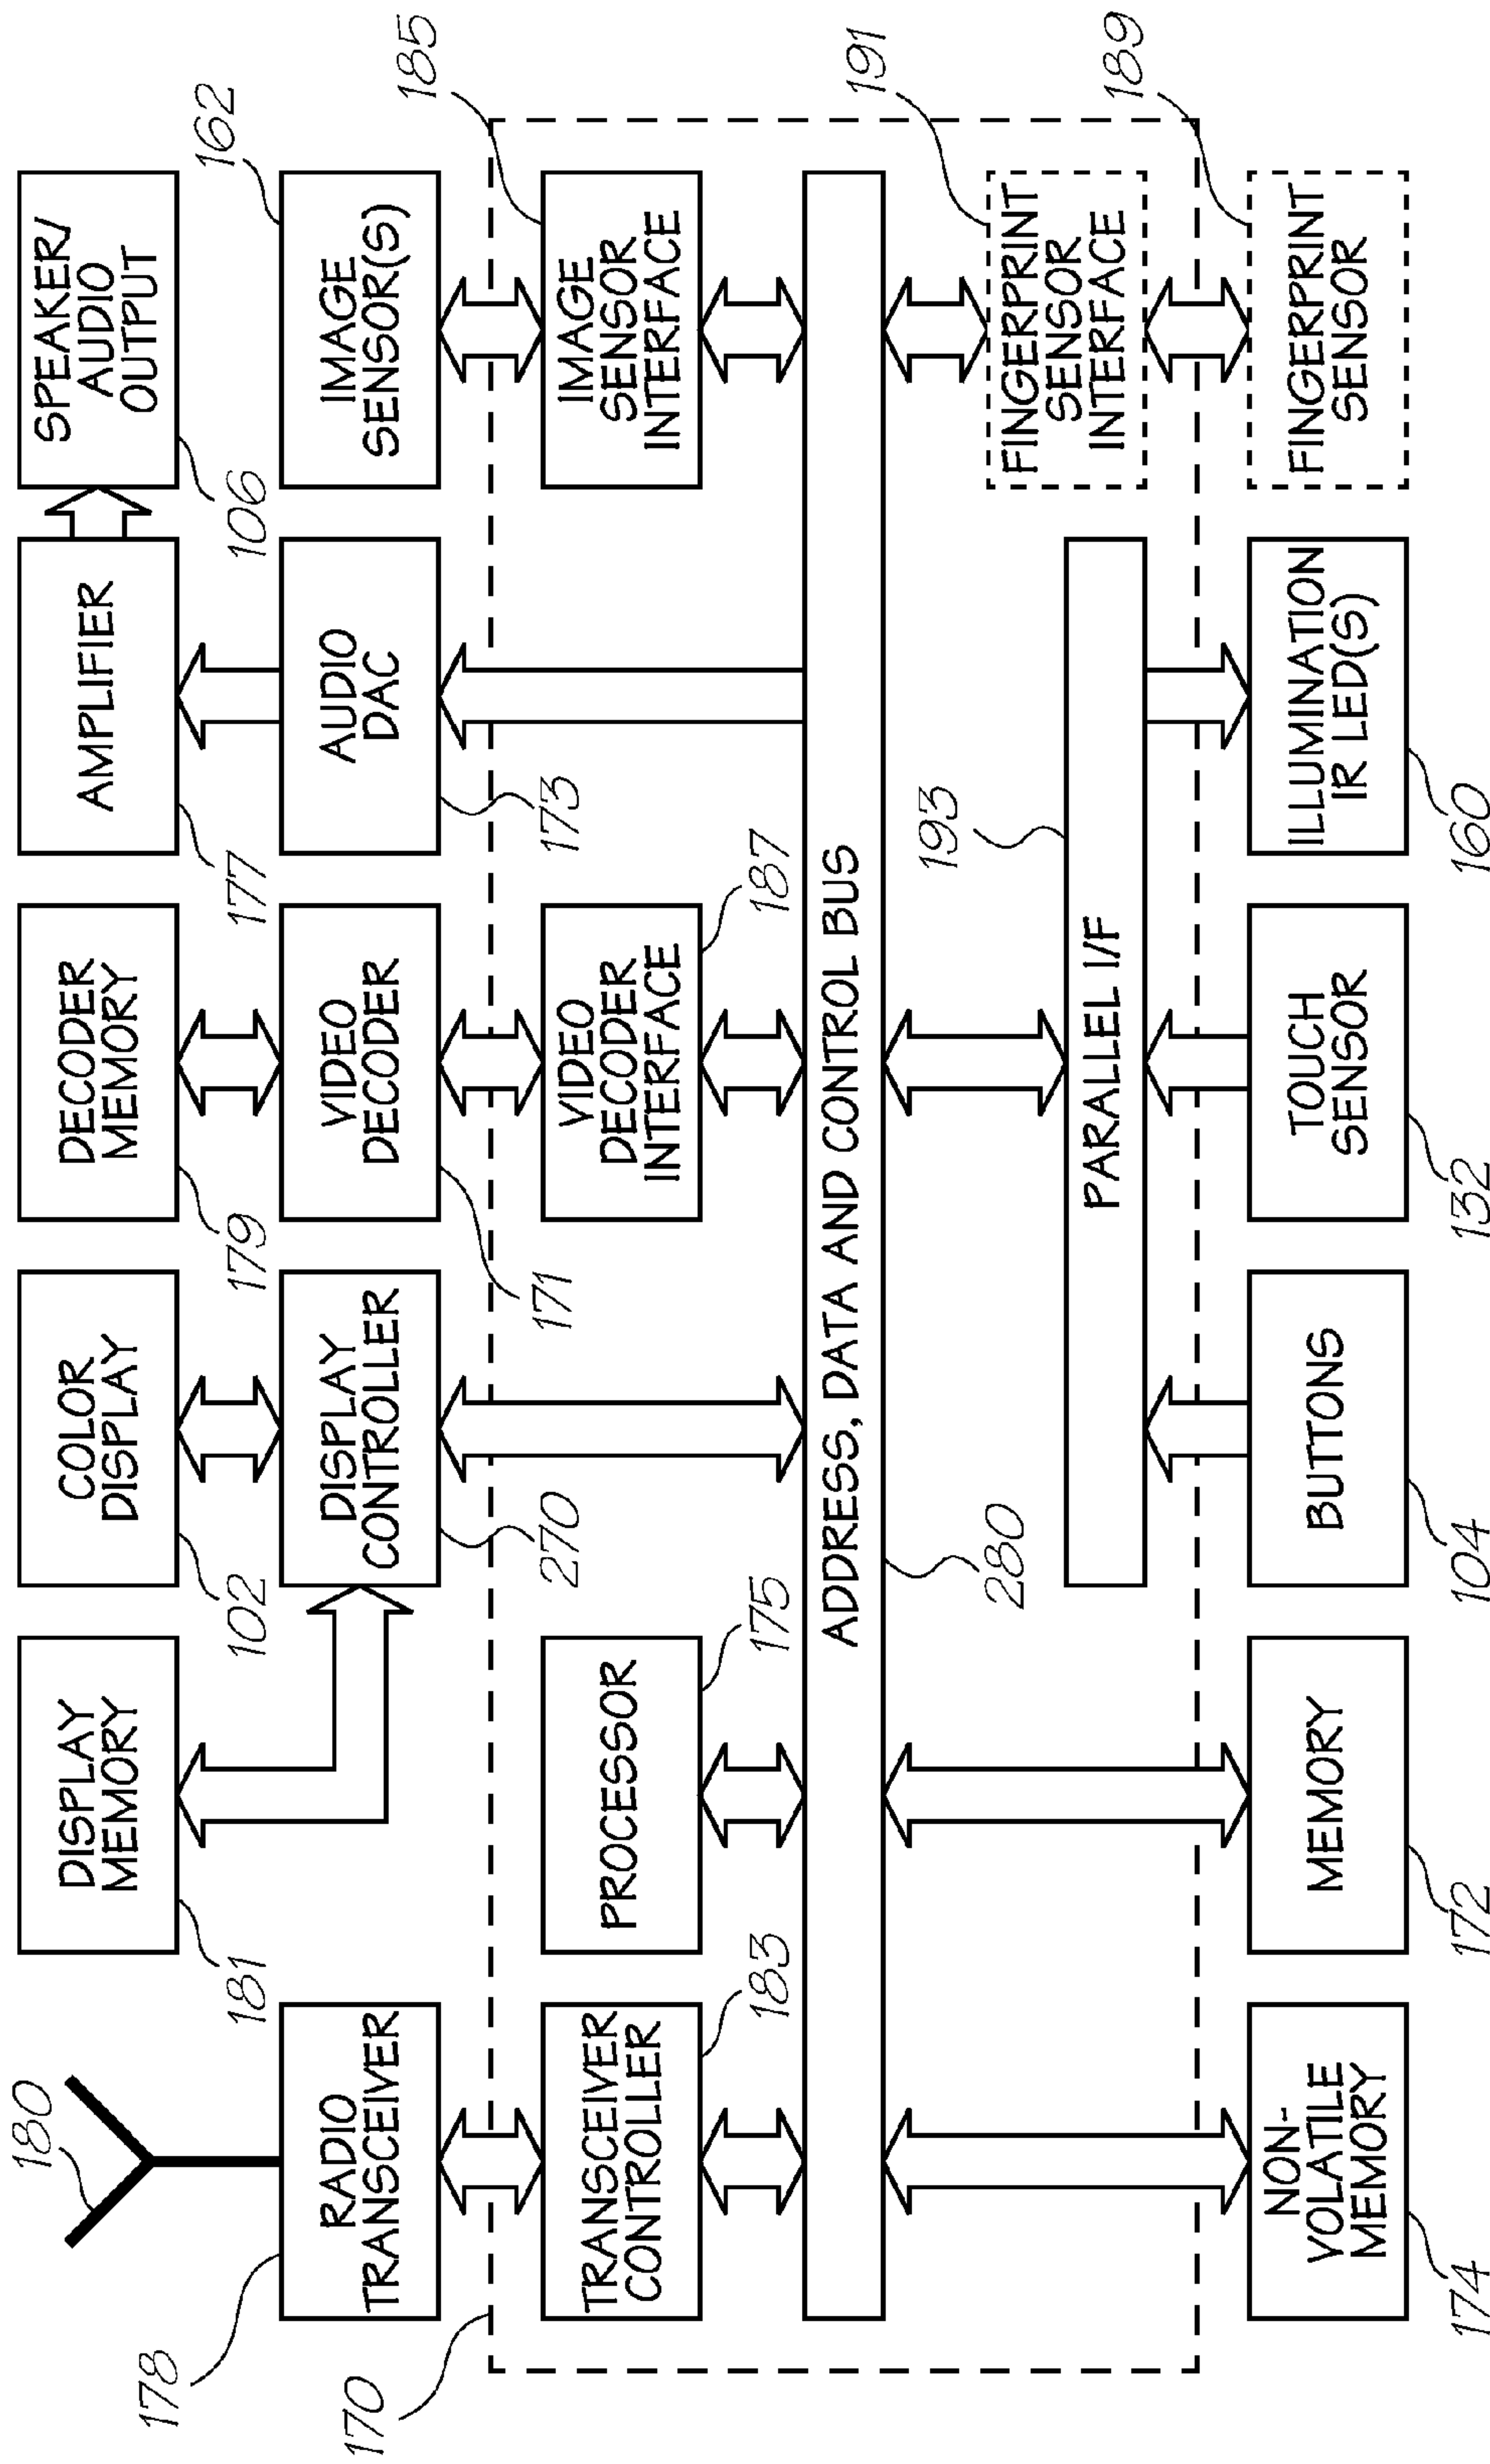 180
178
RADIO
TRANSCEIVER
DISPLAY
MEMORY
181
COLOR
DISPLAY
102
DECODER
MEMORY
179
AMPLIFIER
177
SPEAKER/
AUDIO
OUTPUT
106
DISPLAY
CONTROLLER
270
VIDEO
DECODER
171
AUDIO
DAC
173
IMAGE
SENSOR(S)
162
170
TRANSCEIVER
CONTROLLER
183
PROCESSOR
175
VIDEO
DECODER
INTERFACE
187
IMAGE
SENSOR
INTERFACE
185
ADDRESS, DATA AND CONTROL BUS
280
PARALLEL I/F
193
FINGERPRINT
SENSOR
INTERFACE
191
NON-
VOLATILE
MEMORY
174
MEMORY
172
BUTTONS
104
TOUCH
SENSOR
132
ILLUMINATION
IR LED(S)
160
FINGERPRINT
SENSOR
189